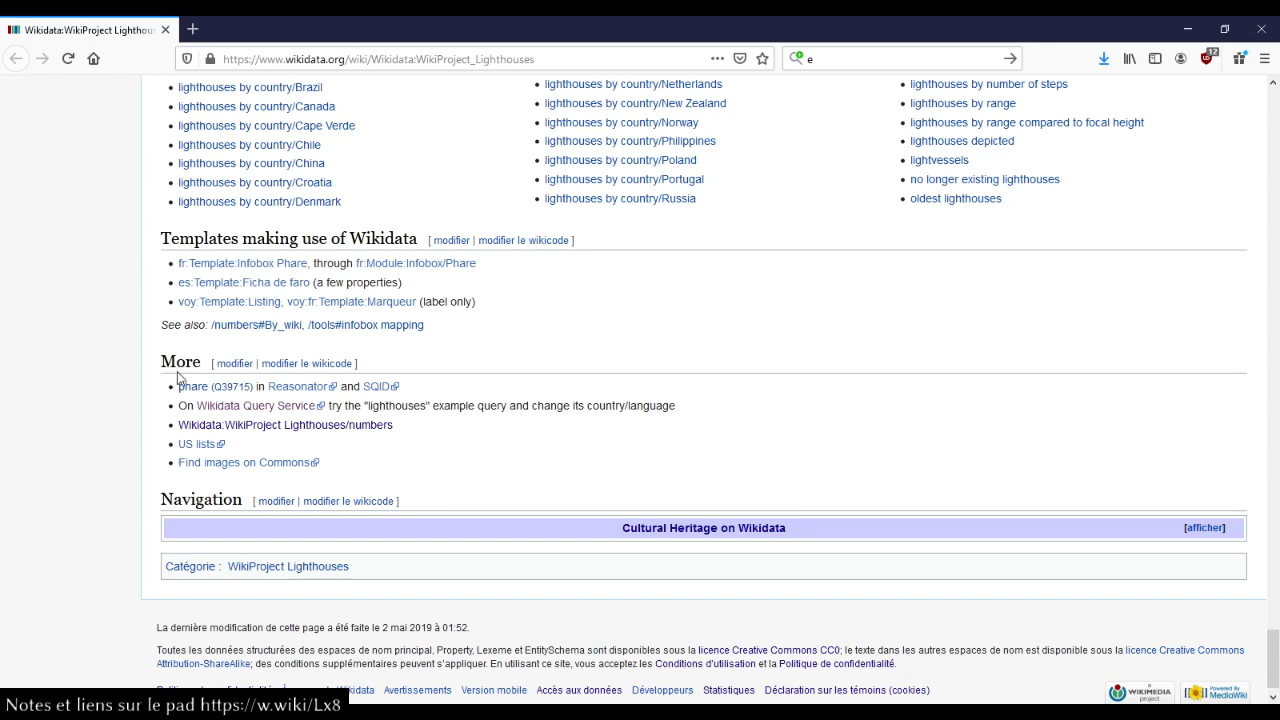 Wikidata:WikiProject Lighthous
https://www.wikidata.org/wiki/Wikidata:WikiProject_Lighthouses
e
12
lighthouses by country/Brazil
lighthouses by country/Canada
lighthouses by country/Cape Verde
lighthouses by country/Chile
lighthouses by country/China
lighthouses by country/Croatia
lighthouses by country/Denmark
lighthouses by country/Netherlands
lighthouses by country/New Zealand
lighthouses by country/Norway
lighthouses by country/Philippines
lighthouses by country/Poland
lighthouses by country/Portugal
lighthouses by country/Russia
lighthouses by number of steps
lighthouses by range
lighthouses by range compared to focal height
lighthouses depicted
lightvessels
no longer existing lighthouses
oldest lighthouses
Templates making use of Wikidata [ modifier | modifier le wikicode ]
fr:Template:Infobox Phare, through fr:Module:Infobox/Phare
es:Template:Ficha de faro (a few properties)
voy:Template:Listing, voy:fr:Template:Marqueur (label only)
See also: /numbers#By_wiki, /tools#infobox mapping
More [ modifier | modifier le wikicode ]
phare (Q39715) in Reasonator and SQID
On Wikidata Query Service try the "lighthouses" example query and change its country/language
Wikidata:WikiProject Lighthouses/numbers
US lists
Find images on Commons
Navigation [ modifier | modifier le wikicode ]
Cultural Heritage on Wikidata [afficher]
Catégorie : WikiProject Lighthouses
La dernière modification de cette page a été faite le 2 mai 2019 à 01:52.
Toutes les données structurées des espaces de nom principal, Property, Lexeme et EntitySchema sont disponibles sous la licence Creative Commons CC0; le texte dans les autres espaces de nom est disponible sous licence Creative Commons
Attribution-ShareAlike; des conditions supplémentaires peuvent s'appliquer. En utilisant ce site, vous acceptez les Conditions d'utilisation et la Politique de confidentialité.
Avertissements Version mobile Accès aux données Développeurs Statistiques Déclaration sur les témoins (cookies)
a WIKIMEDIA project
Powered By MediaWiki
Notes et liens sur le pad https://w.wiki/Lx8